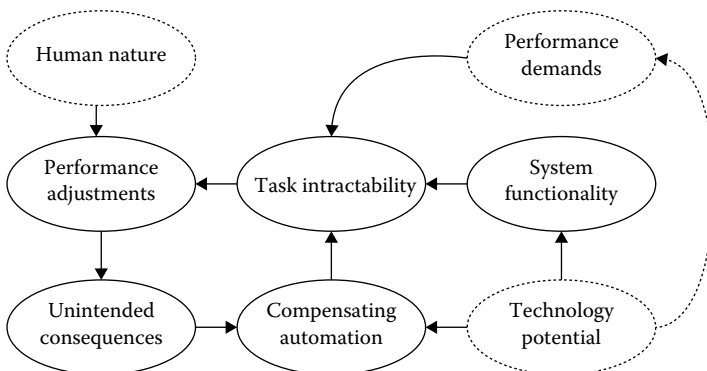 Human nature
Performance
demands
Performance
adjustments
Task intractability
System
functionality
Unintended
consequences
Compensating
automation
Technology
potential